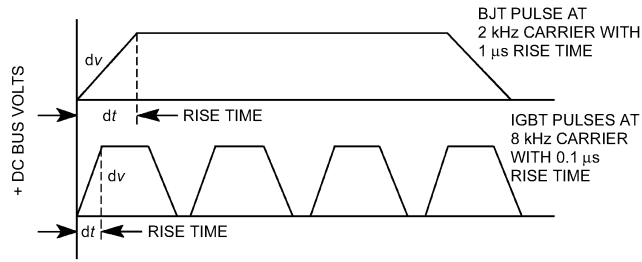 BJT PULSE AT
2 kHz CARRIER WITH
1 µs RISE TIME
dv
dt
RISE TIME
+ DC BUS VOLTS
IGBT PULSES AT
8 kHz CARRIER
WITH 0.1 µs
RISE TIME
dv
dt
RISE TIME